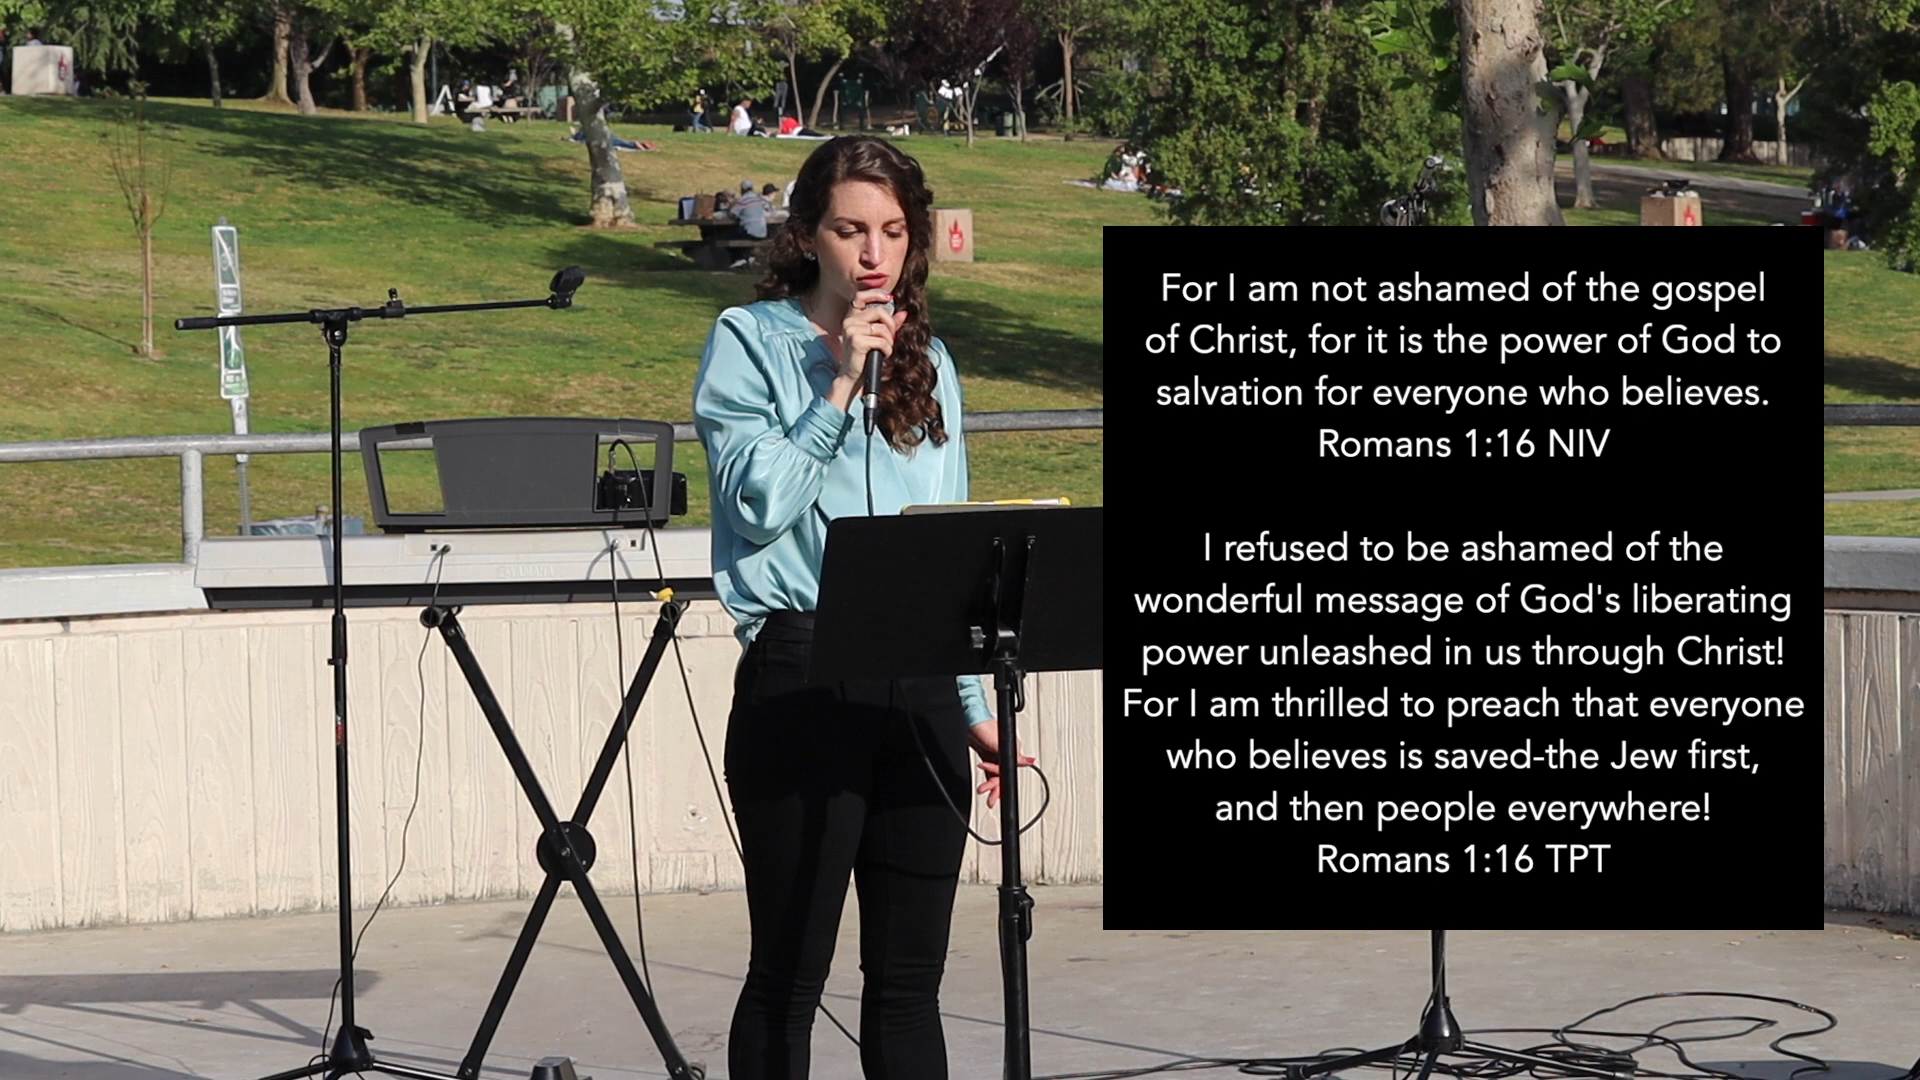 For I am not ashamed of the gospel
of Christ, for it is the power of God to
salvation for everyone who believes.
Romans 1:16 NIV
I refused to be ashamed of the
wonderful message of God's liberating
power unleashed in us through Christ!
For I am thrilled to preach that everyone
who believes is saved-the Jew first,
and then people everywhere!
Romans 1:16 TPT
YAMAHA